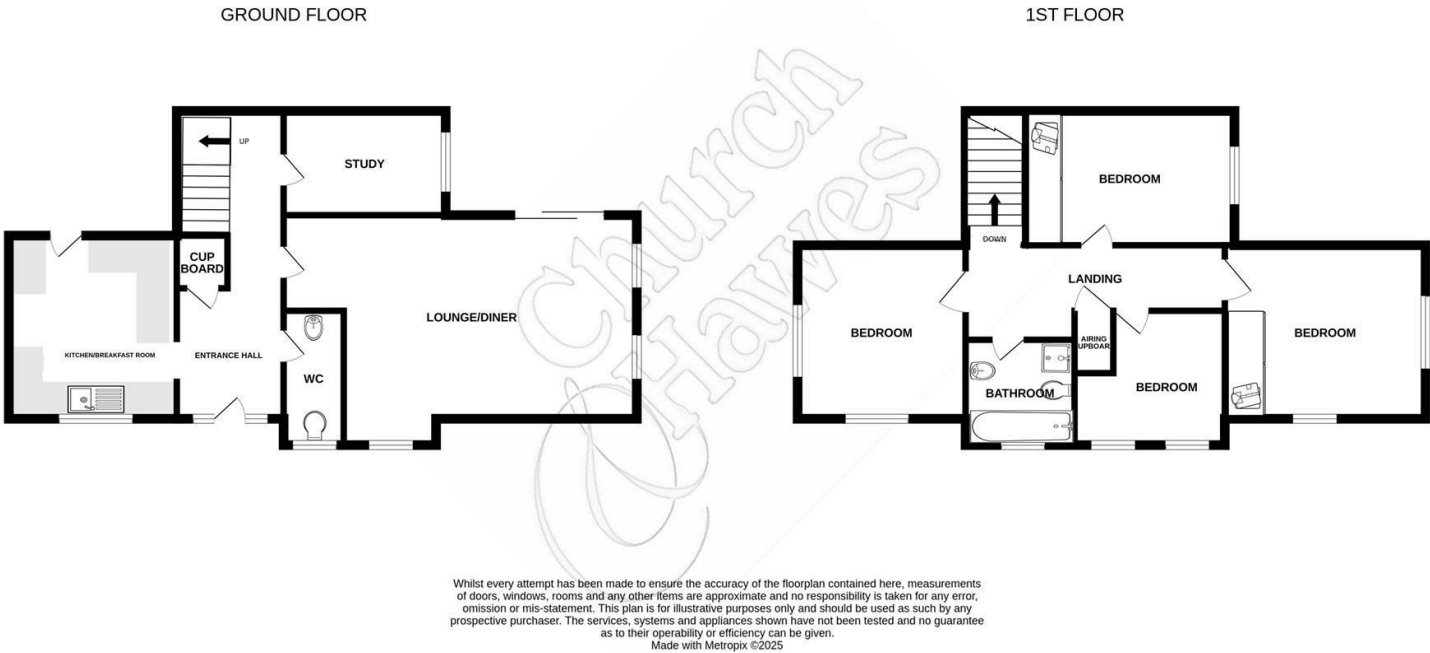 GROUND FLOOR
1ST FLOOR
UP
STUDY
CUP
BOARD
LOUNGE/DINER
KITCHEN/BREAKFAST ROOM
ENTRANCE HALL
WC
BEDROOM
DOWN
LANDING
BEDROOM
BEDROOM
AIRING
UPBOAR
BEDROOM
BATHROOM
Church
& Hawes
Whilst every attempt has been made to ensure the accuracy of the floorplan contained here, measurements
of doors, windows, rooms and any other items are approximate and no responsibility is taken for any error,
omission or mis-statement. This plan is for illustrative purposes only and should be used as such by any
prospective purchaser. The services, systems and appliances shown have not been tested and no guarantee
as to their operability or efficiency can be given.
Made with Metropix ©2025